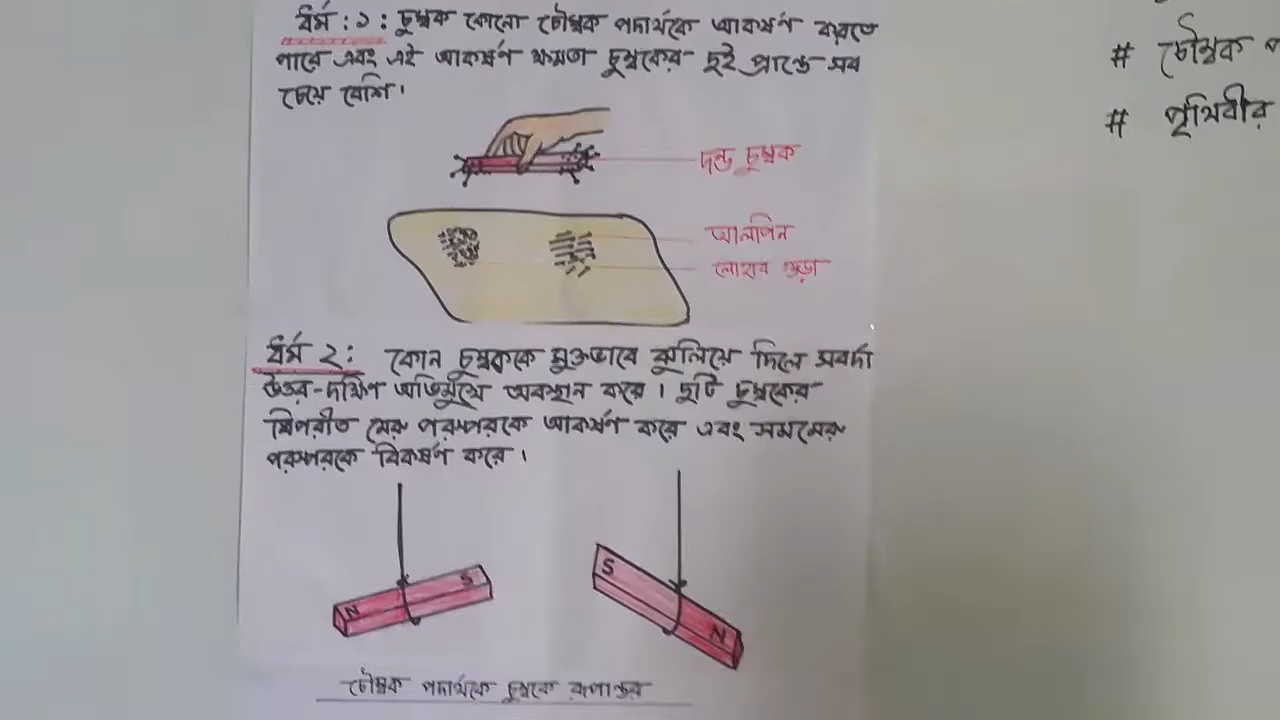 ধর্ম : ১ : চুম্বক কোনো চৌম্বক পদার্থকে আকর্ষণ করতে
পারে এবং এই আকর্ষণ ক্ষমতা চুম্বকের দুই প্রান্তে সব
চেয়ে বেশি।
দন্ড চুম্বক
আলপিন
লোহার গুড়া
ধর্ম ২ : কোন চুম্বককে মুক্তভাবে ঝুলিয়ে দিলে সবর্দা
উত্তর-দক্ষিণ অভিমুখে অবস্থান করে। দুটি চুম্বকের
বিপরীত মেরু পরস্পরকে আকর্ষণ করে এবং সমমেরু
পরস্পরকে বিকর্ষণ করে।
N S
S N
চৌম্বক পদার্থকে চুম্বকে রূপান্তর
# চৌম্বক
# পৃথিবীর